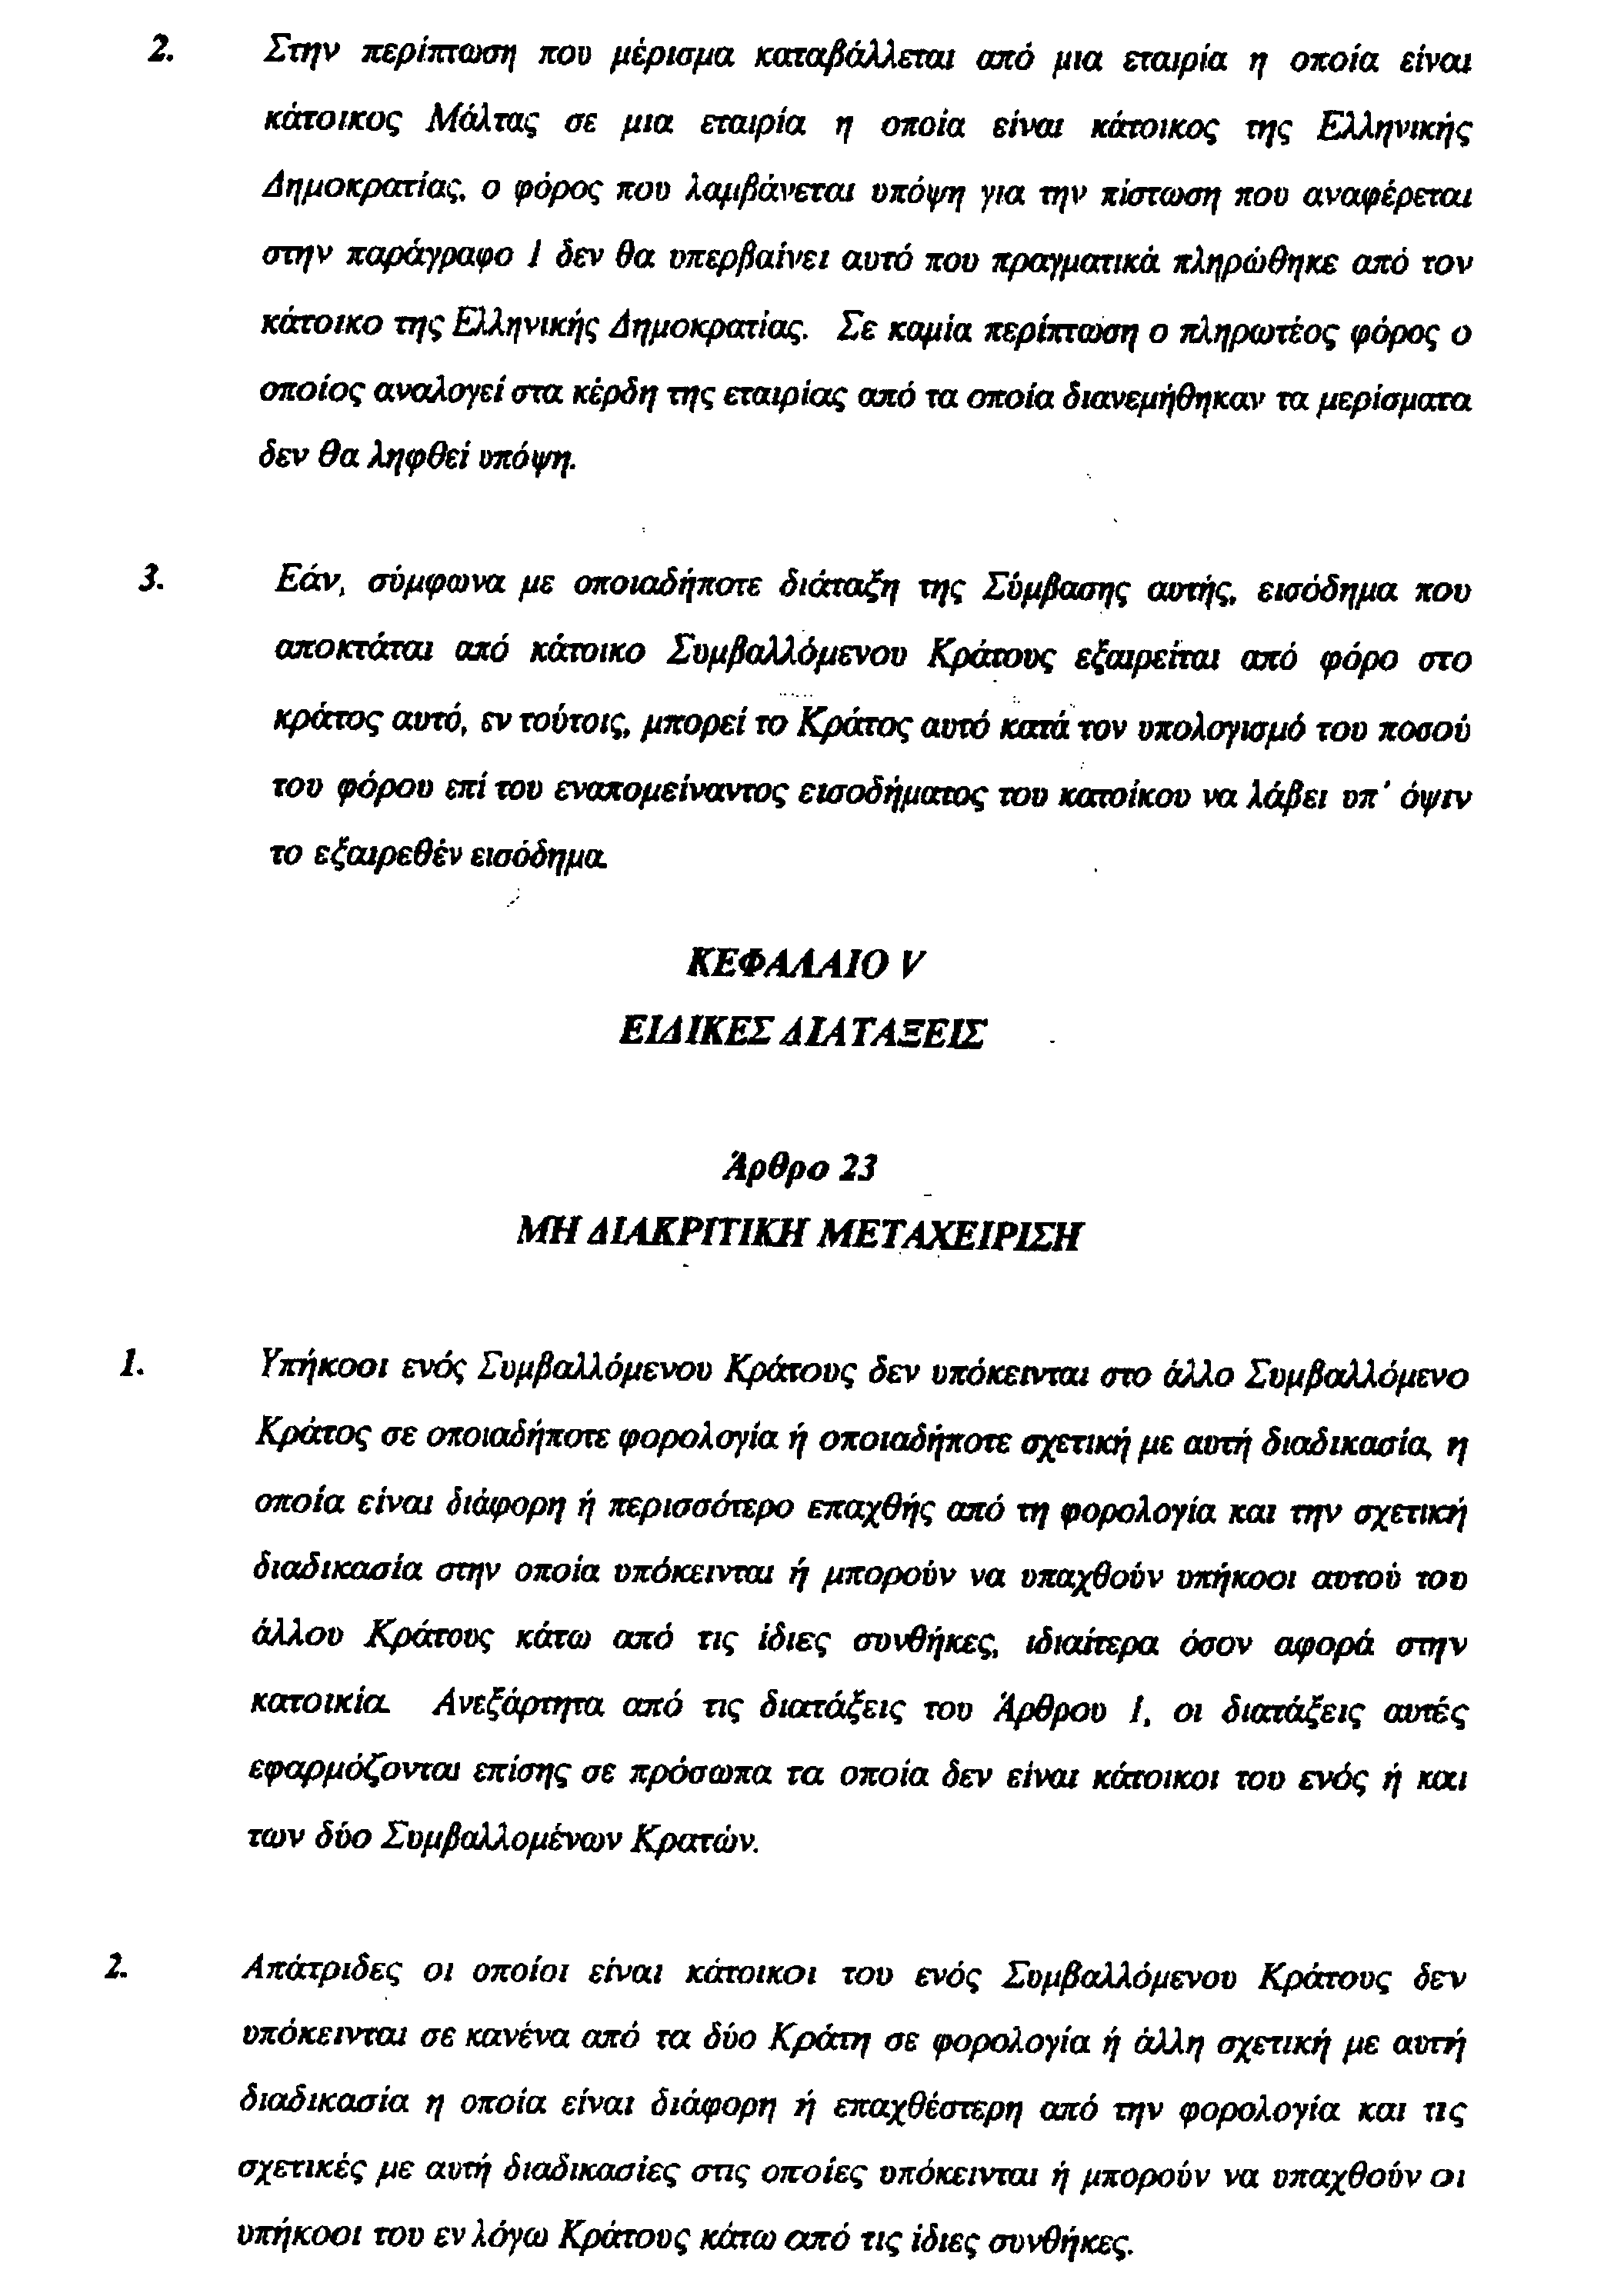 2. Στην περίπτωση που μέρισμα καταβάλλεται από μια εταιρία η οποία είναι
κάτοικος Μάλτας σε μια εταιρία η οποία είναι κάτοικος της Ελληνικής
Δημοκρατίας, ο φόρος που λαμβάνεται υπόψη για την πίστωση που αναφέρεται
στην παράγραφο 1 δεν θα υπερβαίνει αυτό που πραγματικά πληρώθηκε από τον
κάτοικο της Ελληνικής Δημοκρατίας. Σε καμία περίπτωση ο πληρωτέος φόρος ο
οποίος αναλογεί στα κέρδη της εταιρίας από τα οποία διανεμήθηκαν τα μερίσματα
δεν θα ληφθεί υπόψη.
3. Εάν, σύμφωνα με οποιαδήποτε διάταξη της Σύμβασης αυτής, εισόδημα που
αποκτάται από κάτοικο Συμβαλλόμενου Κράτους εξαιρείται από φόρο στο
κράτος αυτό, εν τούτοις, μπορεί το Κράτος αυτό κατά τον υπολογισμό του ποσού
του φόρου επί του εναπομείναντος εισοδήματος του κατοίκου να λάβει υπ' όψιν
το εξαιρεθέν εισόδημα.
ΚΕΦΑΛΑΙΟ V
ΕΙΔΙΚΕΣ ΔΙΑΤΑΞΕΙΣ
Άρθρο 23
ΜΗ ΔΙΑΚΡΙΤΙΚΗ ΜΕΤΑΧΕΙΡΙΣΗ
1. Υπήκοοι ενός Συμβαλλόμενου Κράτους δεν υπόκεινται στο άλλο Συμβαλλόμενο
Κράτος σε οποιαδήποτε φορολογία ή οποιαδήποτε σχετική με αυτή διαδικασία, η
οποία είναι διάφορη ή περισσότερο επαχθής από τη φορολογία και την σχετική
διαδικασία στην οποία υπόκεινται ή μπορούν να υπαχθούν υπήκοοι αυτού του
άλλου Κράτους κάτω από τις ίδιες συνθήκες, ιδιαίτερα όσον αφορά στην
κατοικία. Ανεξάρτητα από τις διατάξεις του Άρθρου 1, οι διατάξεις αυτές
εφαρμόζονται επίσης σε πρόσωπα τα οποία δεν είναι κάτοικοι του ενός ή και
των δύο Συμβαλλομένων Κρατών.
2. Απάτριδες οι οποίοι είναι κάτοικοι του ενός Συμβαλλόμενου Κράτους δεν
υπόκεινται σε κανένα από τα δύο Κράτη σε φορολογία ή άλλη σχετική με αυτή
διαδικασία η οποία είναι διάφορη ή επαχθέστερη από την φορολογία και τις
σχετικές με αυτή διαδικασίες στις οποίες υπόκεινται ή μπορούν να υπαχθούν οι
υπήκοοι του εν λόγω Κράτους κάτω από τις ίδιες συνθήκες.